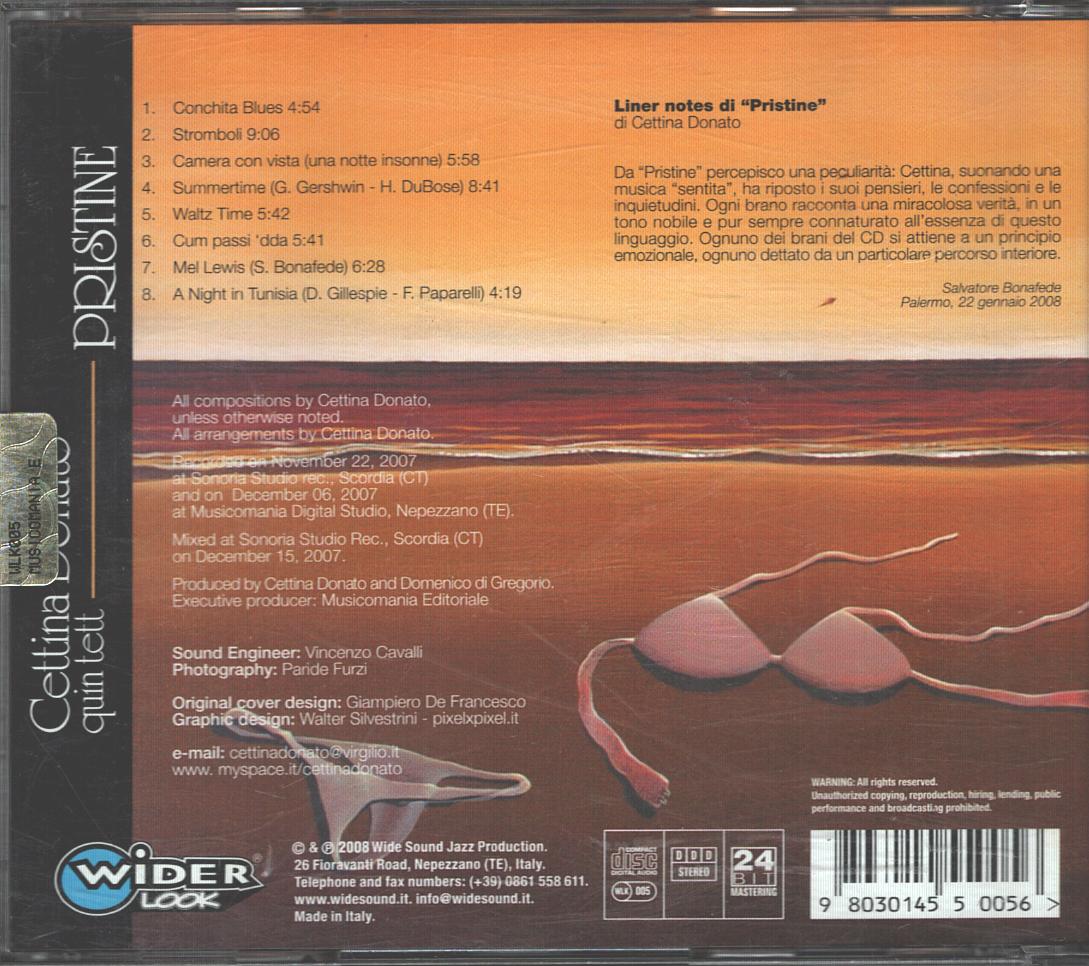 1. Conchita Blues 4:54
2. Stromboli 9:06
3. Camera con vista (una notte insonne) 5:58
4. Summertime (G. Gershwin - H. DuBose) 8:41
5. Waltz Time 5:42
6. Cum passi 'dda 5:41
7. Mel Lewis (S. Bonafede) 6:28
8. A Night in Tunisia (D. Gillespie - F. Paparelli) 4:19
Liner notes di “Pristine”
di Cettina Donato
Da “Pristine” percepisco una peculiarità: Cettina, suonando una
musica “sentita”, ha riposto i suoi pensieri, le confessioni e le
inquietudini. Ogni brano racconta una miracolosa verità, in un
tono nobile e pur sempre connaturato all’essenza di questo
linguaggio. Ognuno dei brani del CD si attiene a un principio
emozionale, ognuno dettato da un particolare percorso interiore.
Salvatore Bonafede
Palermo, 22 gennaio 2008
All compositions by Cettina Donato,
unless otherwise noted.
All arrangements by Cettina Donato.
Recorded on November 22, 2007
at Sonoria Studio rec., Scordia (CT)
and on December 06, 2007
at Musicomania Digital Studio, Nepezzano (TE).
Mixed at Sonoria Studio Rec., Scordia (CT)
on December 15, 2007.
Produced by Cettina Donato and Domenico di Gregorio.
Executive producer: Musicomania Editoriale
Sound Engineer: Vincenzo Cavalli
Photography: Paride Furzi
Original cover design: Giampiero De Francesco
Graphic design: Walter Silvestrini - pixelxpixel.it
e-mail: cettinadonato@virgilio.it
www. myspace.it/cettinadonato
WARNING: All rights reserved.
Unauthorized copying, reproduction, hiring, lending, public
performance and broadcasting prohibited.
WiDER LOOK ®
© & ℗ 2008 Wide Sound Jazz Production.
26 Fioravanti Road, Nepezzano (TE), Italy.
Telephone and fax numbers: (+39) 0861 558 611.
www.widesound.it. info@widesound.it.
Made in Italy.
COMPACT
disc
DIGITAL AUDIO
WLK 005
DDD
STEREO
24
BIT
MASTERING
9 8030145 5 0056 >
Cettina Donato
quintett
PRISTINE
WLK005
MUSICOMANIA E